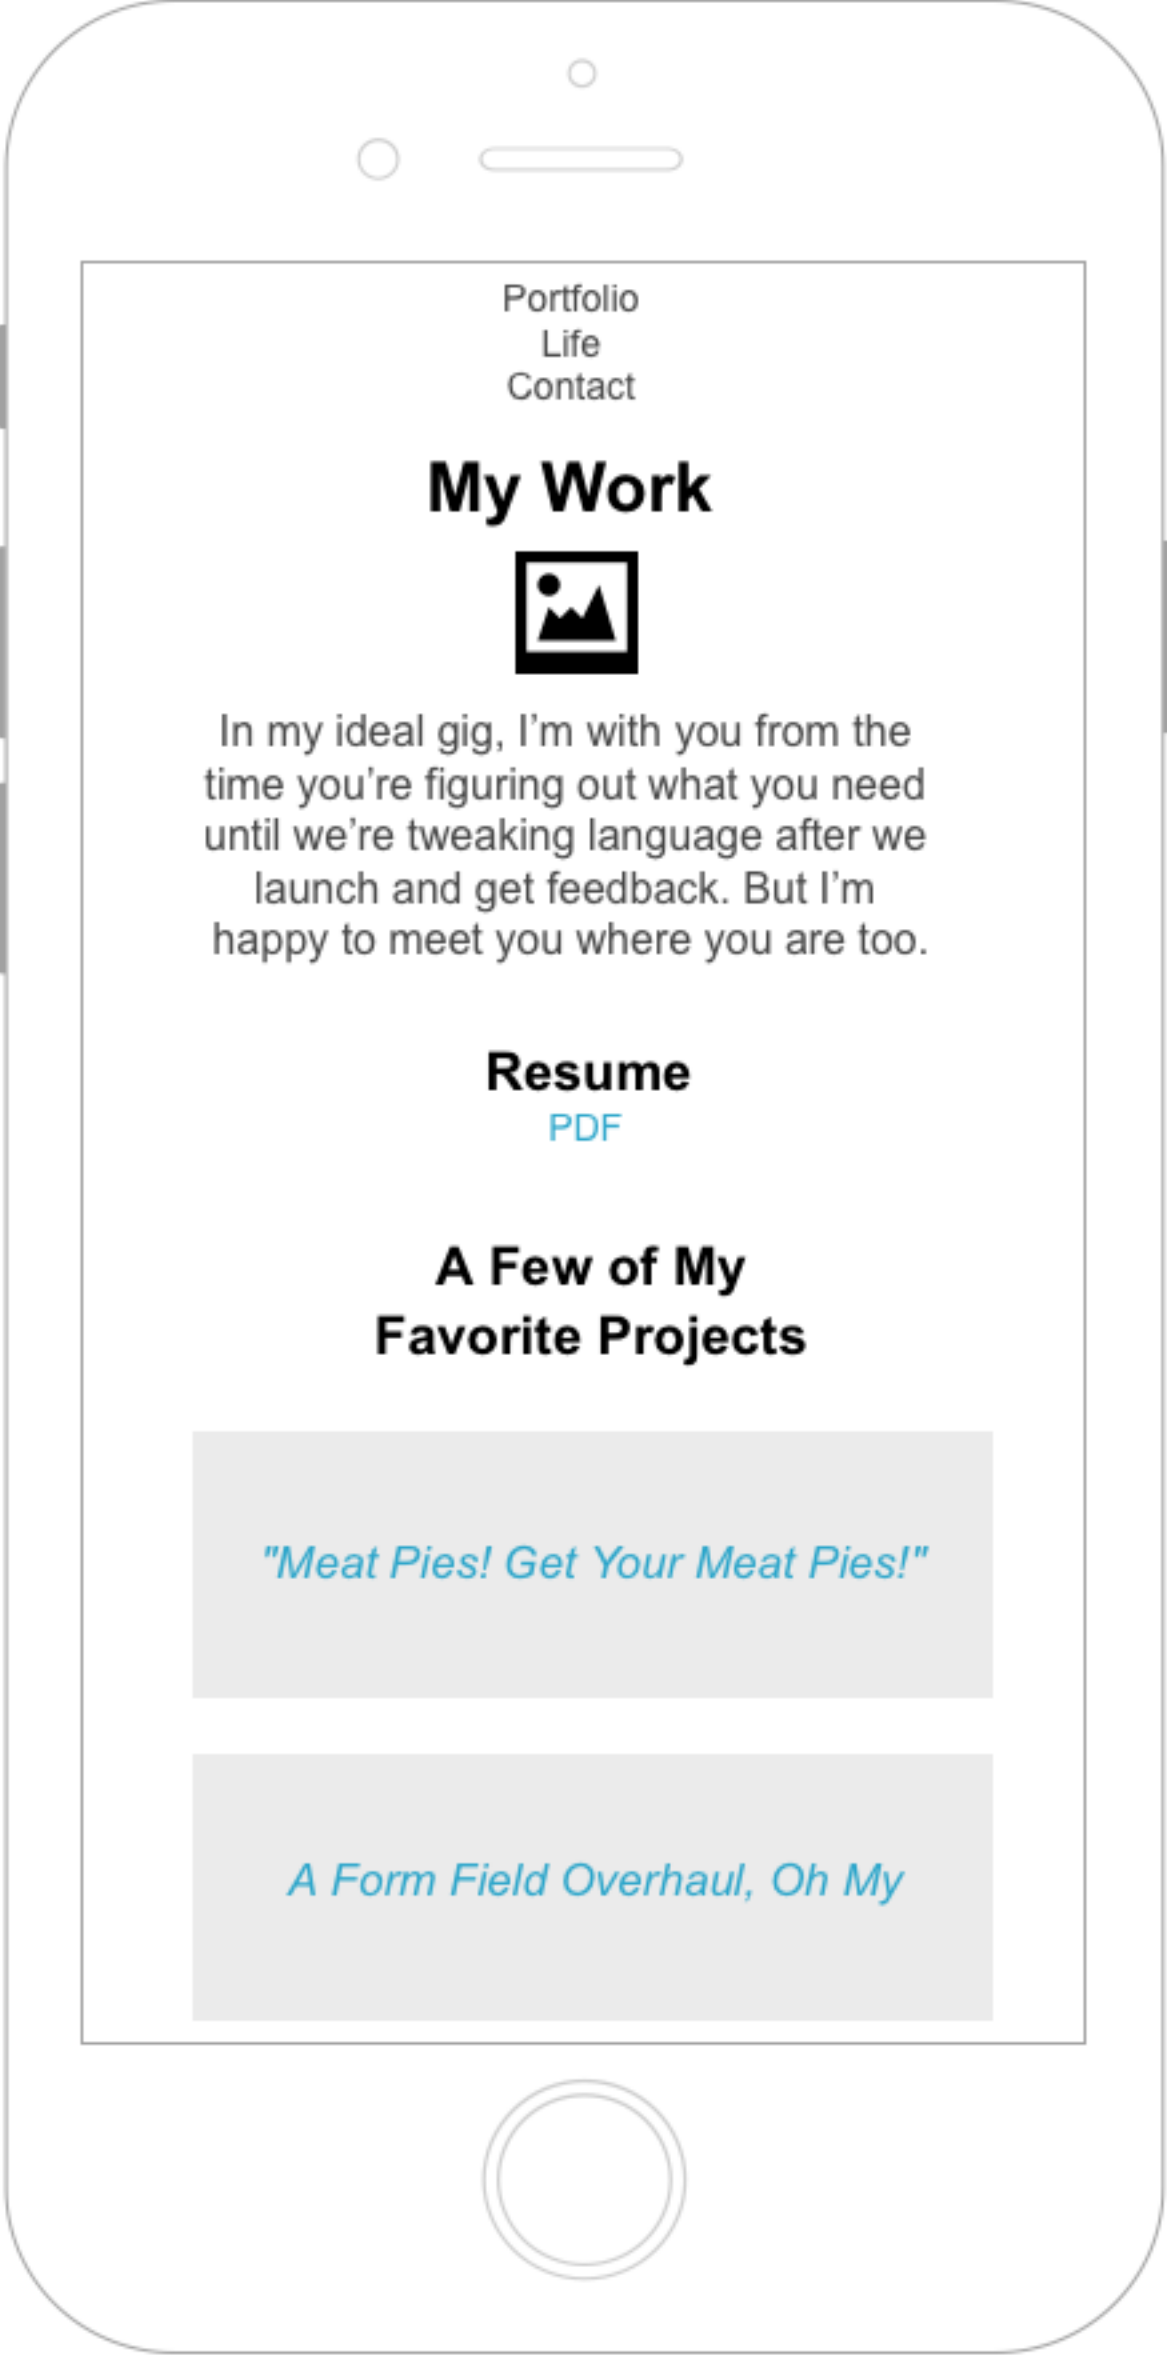 Portfolio
Life
Contact
My Work
In my ideal gig, I’m with you from the
time you’re figuring out what you need
until we’re tweaking language after we
launch and get feedback. But I’m
happy to meet you where you are too.
Resume
PDF
A Few of My
Favorite Projects
"Meat Pies! Get Your Meat Pies!"
A Form Field Overhaul, Oh My